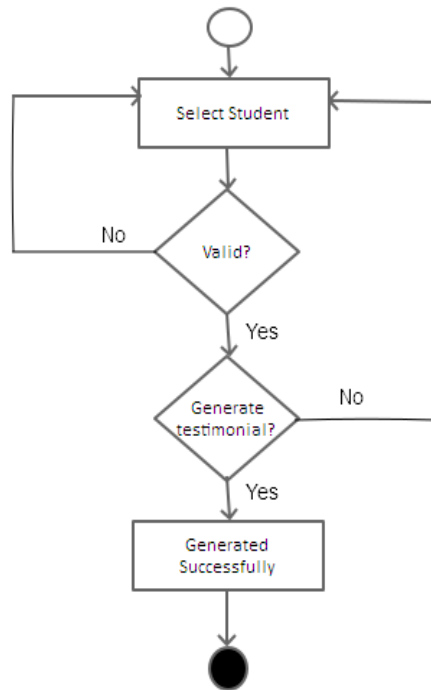 Select Student
No
Valid?
Yes
Generate
testimonial?
No
Yes
Generated
Successfully